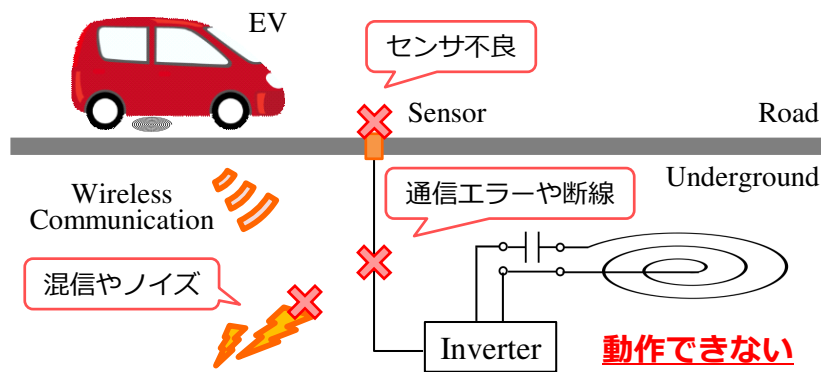 EV
センサ不良
Sensor
Road
Underground
Wireless
Communication
通信エラーや断線
混信やノイズ
Inverter
動作できない